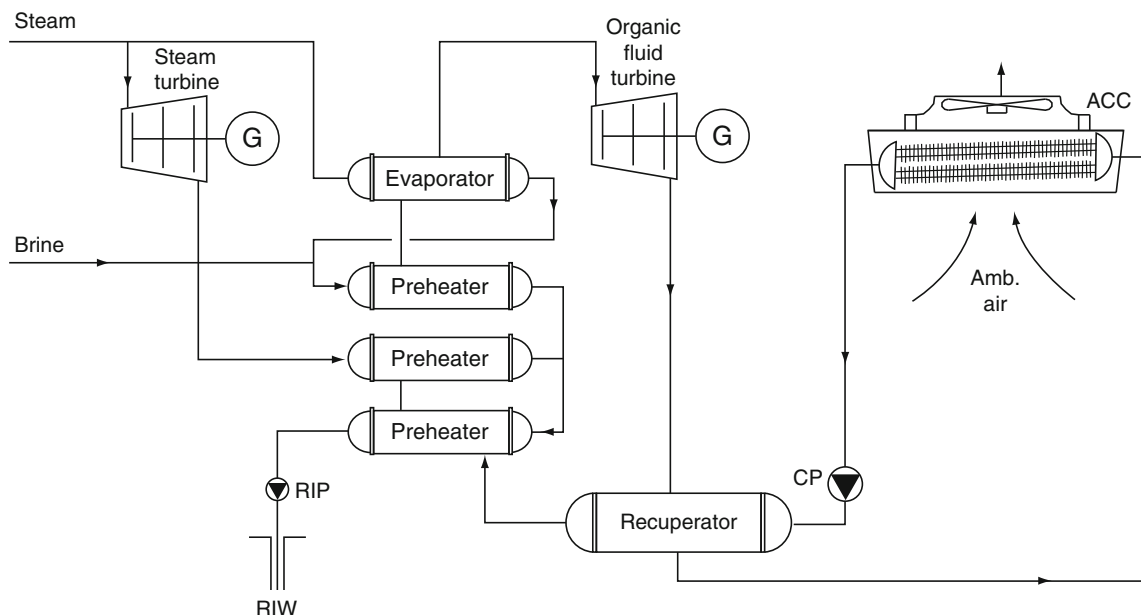 Steam
Steam
turbine
G
Organic
fluid
turbine
G
ACC
Evaporator
Brine
Preheater
Amb.
air
Preheater
Preheater
RIP
CP
Recuperator
RIW